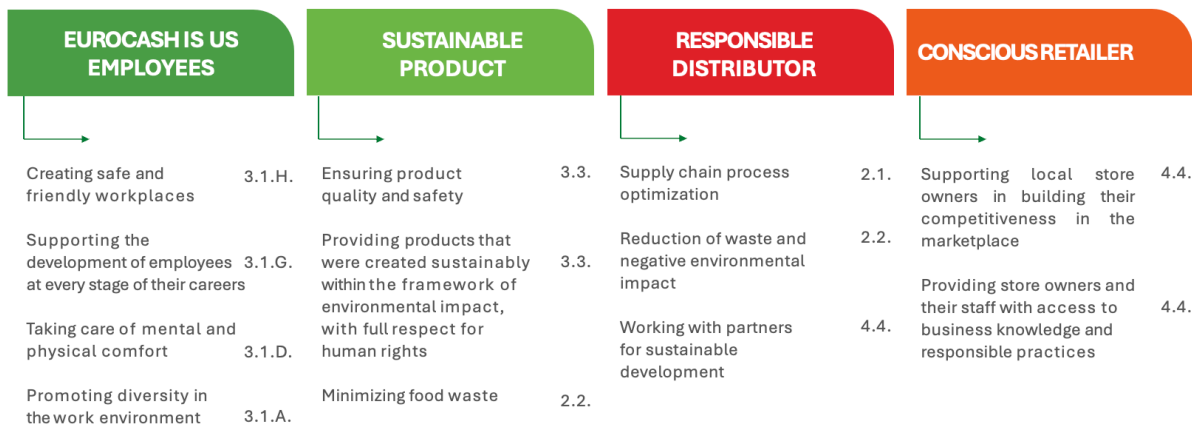 EUROCASH IS US
EMPLOYEES
Creating safe and
friendly workplaces
3.1.H.
Supporting the
development of employees
at every stage of their careers
3.1.G.
Taking care of mental and
physical comfort
3.1.D.
Promoting diversity in
the work environment
3.1.A.
SUSTAINABLE
PRODUCT
Ensuring product
quality and safety
3.3.
Providing products that
were created sustainably
within the framework of
environmental impact,
with full respect for
human rights
3.3.
Minimizing food waste
2.2.
RESPONSIBLE
DISTRIBUTOR
Supply chain process
optimization
2.1.
Reduction of waste and
negative environmental
impact
2.2.
Working with partners
for sustainable
development
4.4.
CONSCIOUS RETAILER
Supporting local store
owners in building their
competitiveness in the
marketplace
4.4.
Providing store owners and
their staff with access to
business knowledge and
responsible practices
4.4.